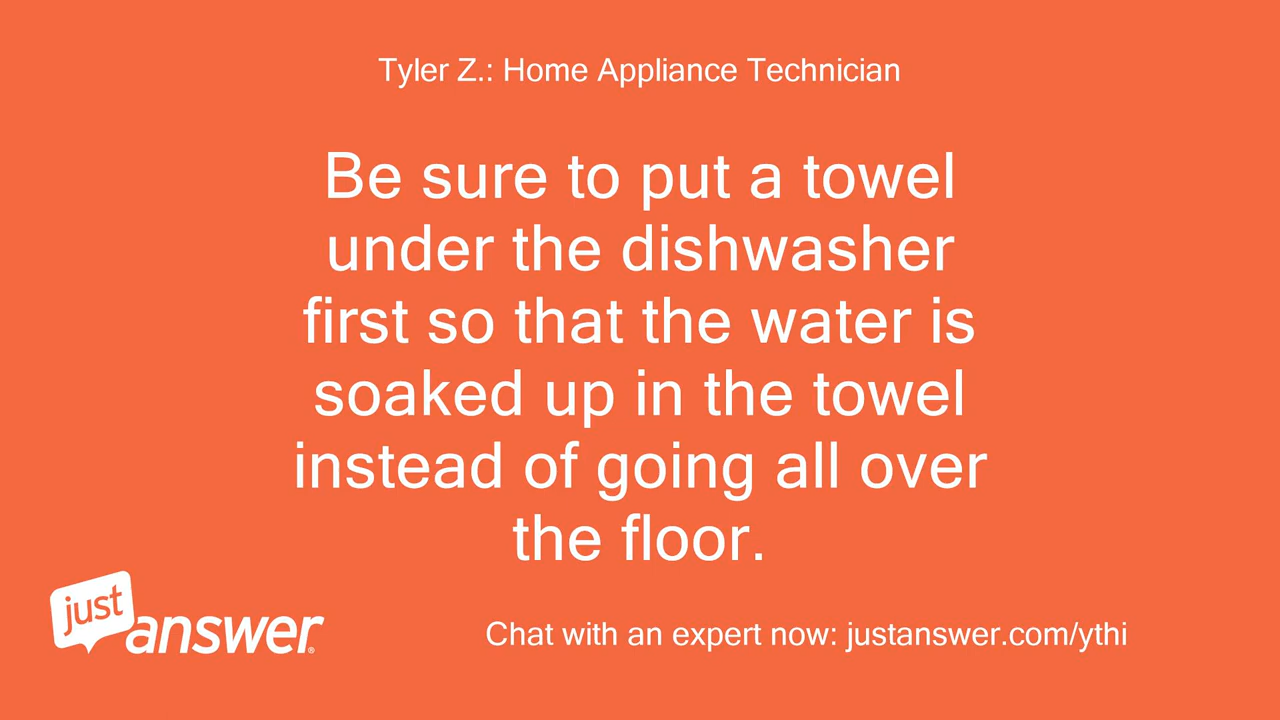 Tyler Z.: Home Appliance Technician
Be sure to put a towel
under the dishwasher
first so that the water is
soaked up in the towel
instead of going all over
the floor.
just
answer®
Chat with an expert now: justanswer.com/ythi